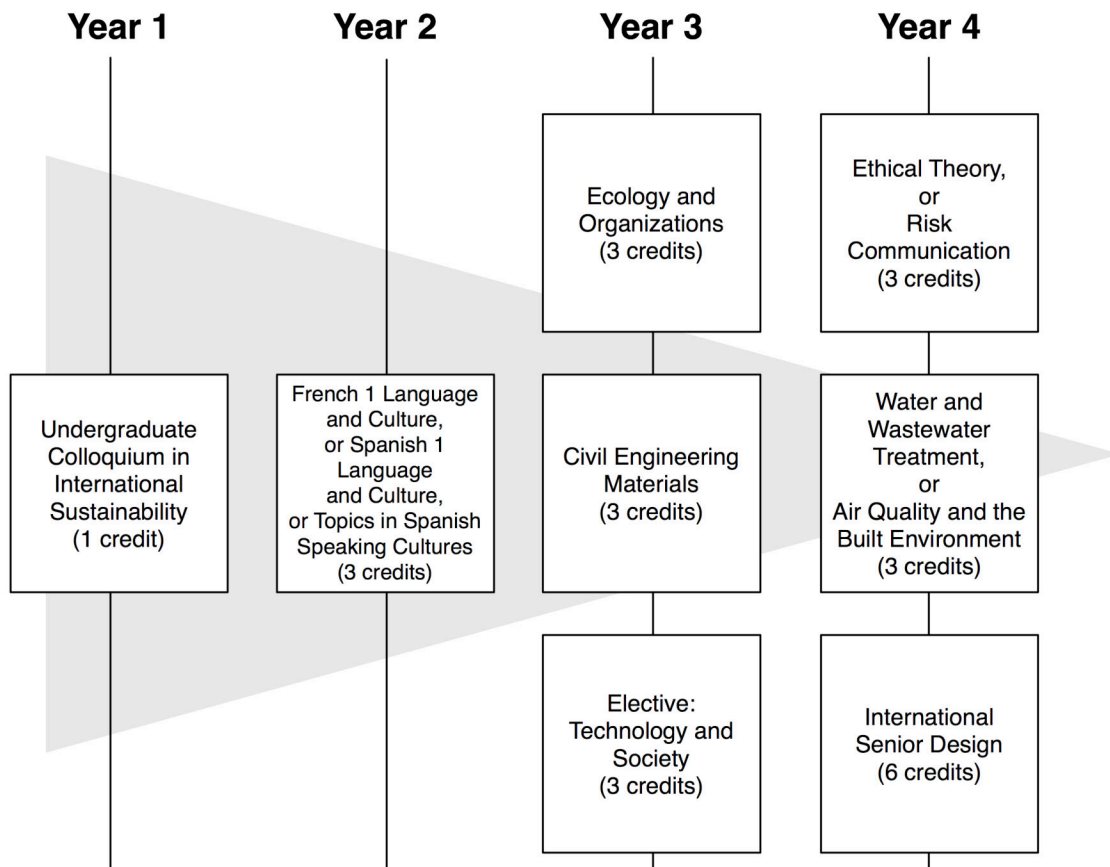 Year 1
Year 2
Year 3
Year 4
Undergraduate
Colloquium in
International
Sustainability
(1 credit)
French 1 Language
and Culture,
or Spanish 1
Language
and Culture,
or Topics in Spanish
Speaking Cultures
(3 credits)
Ecology and
Organizations
(3 credits)
Civil Engineering
Materials
(3 credits)
Elective:
Technology and
Society
(3 credits)
Ethical Theory,
or
Risk
Communication
(3 credits)
Water and
Wastewater
Treatment,
or
Air Quality and the
Built Environment
(3 credits)
International
Senior Design
(6 credits)